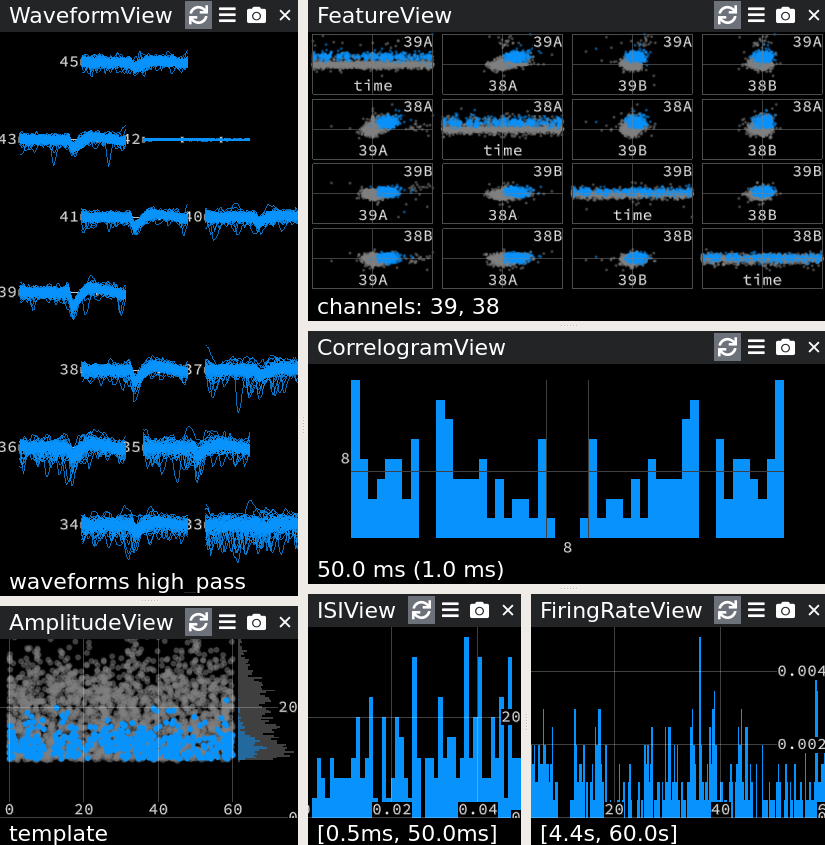 WaveformView
45
43 42
41 40
39
38 37
36 35
34 33
waveforms high_pass
FeatureView
39A 39A 39A 39A
time 38A 39B 38B
38A 38A 38A 38A
39A time 39B 38B
39B 39B 39B 39B
39A 38A time 38B
38B 38B 38B 38B
39A 38A 39B time
channels: 39, 38
CorrelogramView
8
8
50.0 ms (1.0 ms)
AmplitudeView
20
0 20 40 60
0
template
ISIView
20
0.02 0.04
[0.5ms, 50.0ms]
FiringRateView
0.004
0.002
20 40
[4.4s, 60.0s]